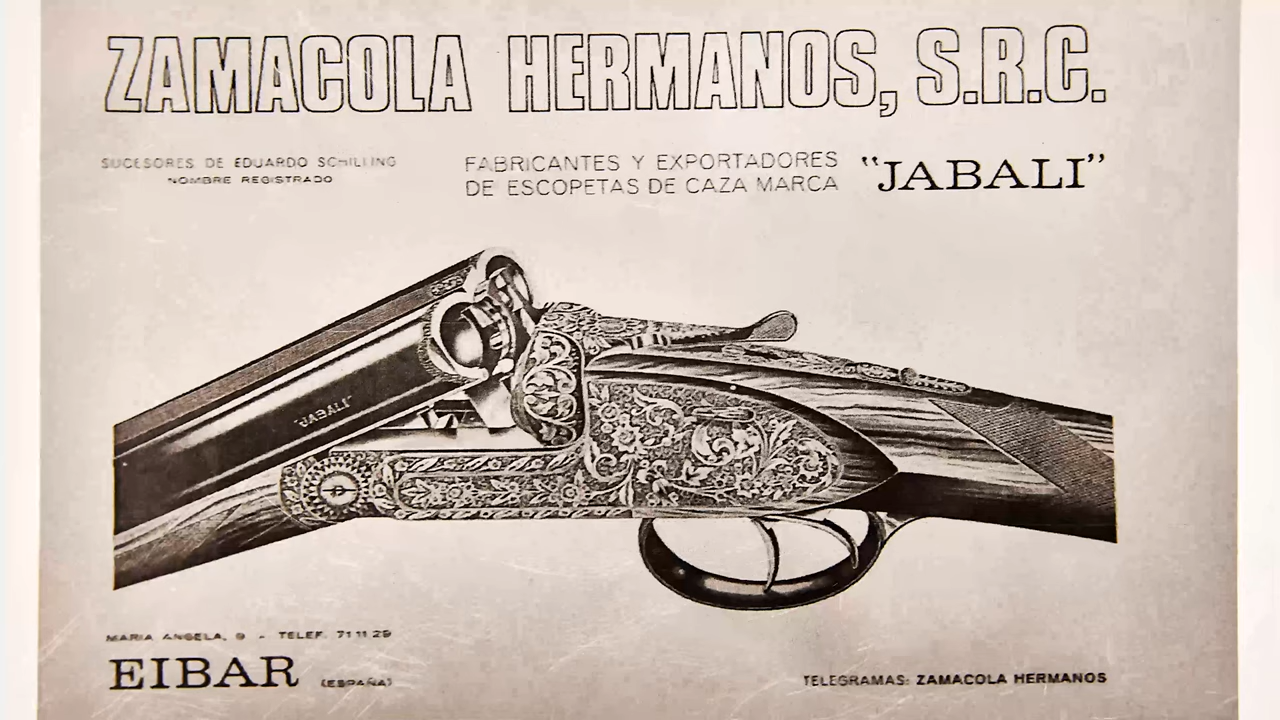 ZAMACOLA HERMANOS, S.R.C.
SUCESORES DE EDUARDO SCHILLING
NOMBRE REGISTRADO
FABRICANTES Y EXPORTADORES
DE ESCOPETAS DE CAZA MARCA
"JABALI"
"JABALI"
MARIA ANGELA, 9 - TELEF. 71 11 29
EIBAR (ESPAÑA)
TELEGRAMAS: ZAMACOLA HERMANOS